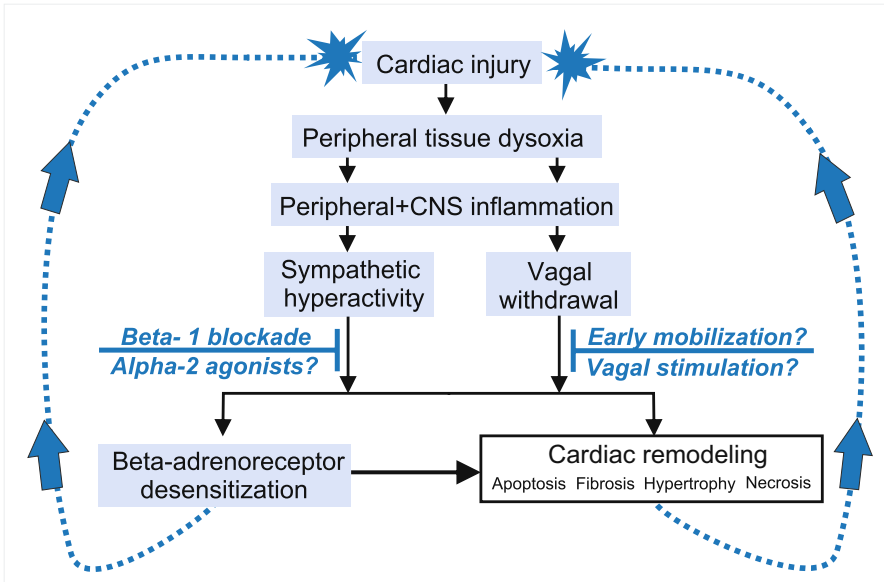 Cardiac injury
Peripheral tissue dysoxia
Peripheral+CNS inflammation
Sympathetic
hyperactivity
Vagal
withdrawal
Beta- 1 blockade
Alpha-2 agonists?
Early mobilization?
Vagal stimulation?
Beta-adrenoreceptor
desensitization
Cardiac remodeling
Apoptosis Fibrosis Hypertrophy Necrosis